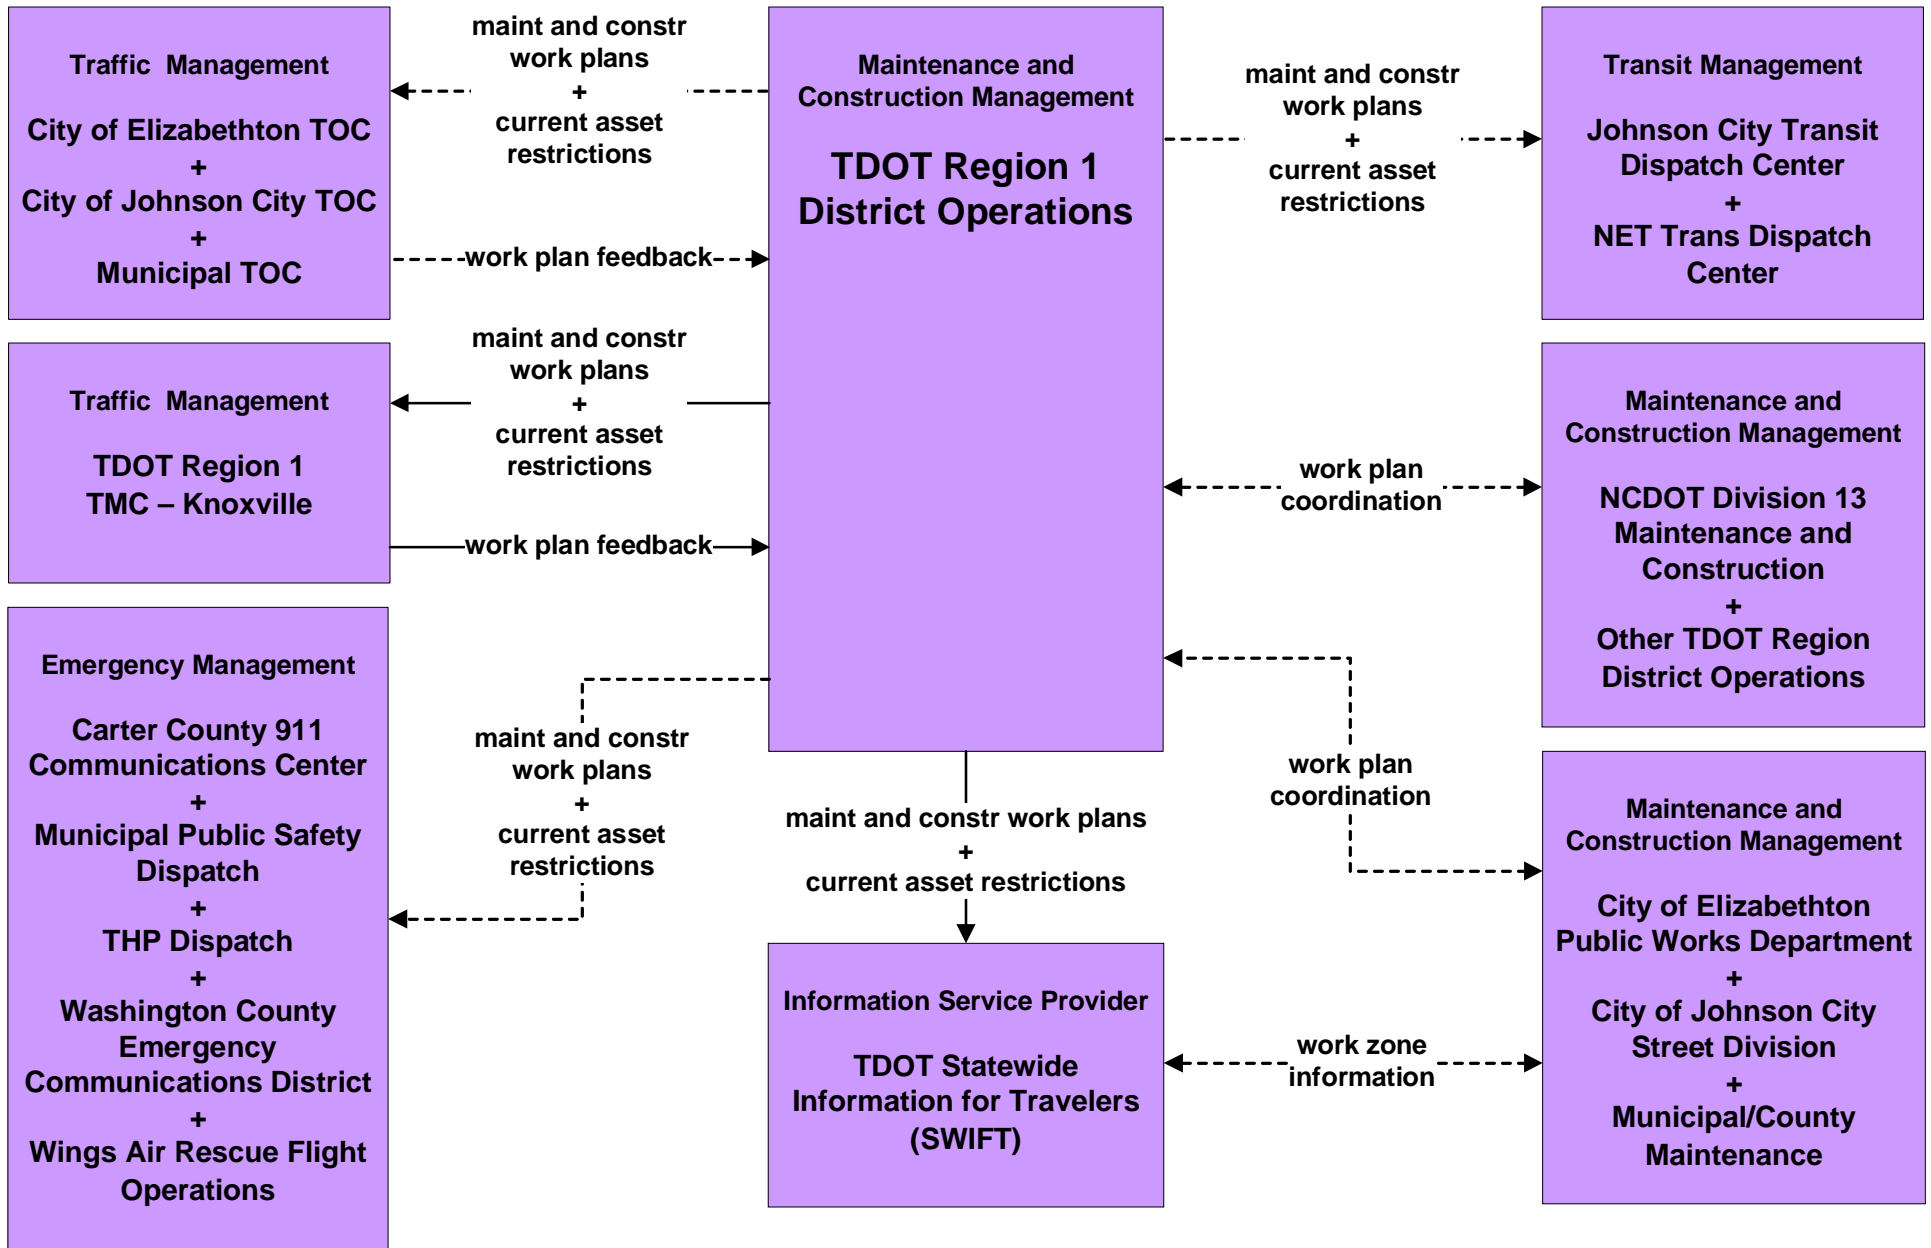 Traffic Management
City of Elizabethton TOC
+
City of Johnson City TOC
+
Municipal TOC
maint and constr
work plans
+
current asset
restrictions
work plan feedback
Maintenance and
Construction Management
TDOT Region 1
District Operations
maint and constr
work plans
+
current asset
restrictions
Transit Management
Johnson City Transit
Dispatch Center
+
NET Trans Dispatch
Center
Traffic Management
TDOT Region 1
TMC – Knoxville
maint and constr
work plans
+
current asset
restrictions
work plan feedback
work plan
coordination
Maintenance and
Construction Management
NCDOT Division 13
Maintenance and
Construction
+
Other TDOT Region
District Operations
Emergency Management
Carter County 911
Communications Center
+
Municipal Public Safety
Dispatch
+
THP Dispatch
+
Washington County
Emergency
Communications District
+
Wings Air Rescue Flight
Operations
maint and constr
work plans
+
current asset
restrictions
maint and constr work plans
+
current asset restrictions
work plan
coordination
Information Service Provider
TDOT Statewide
Information for Travelers
(SWIFT)
work zone
information
Maintenance and
Construction Management
City of Elizabethton
Public Works Department
+
City of Johnson City
Street Division
+
Municipal/County
Maintenance